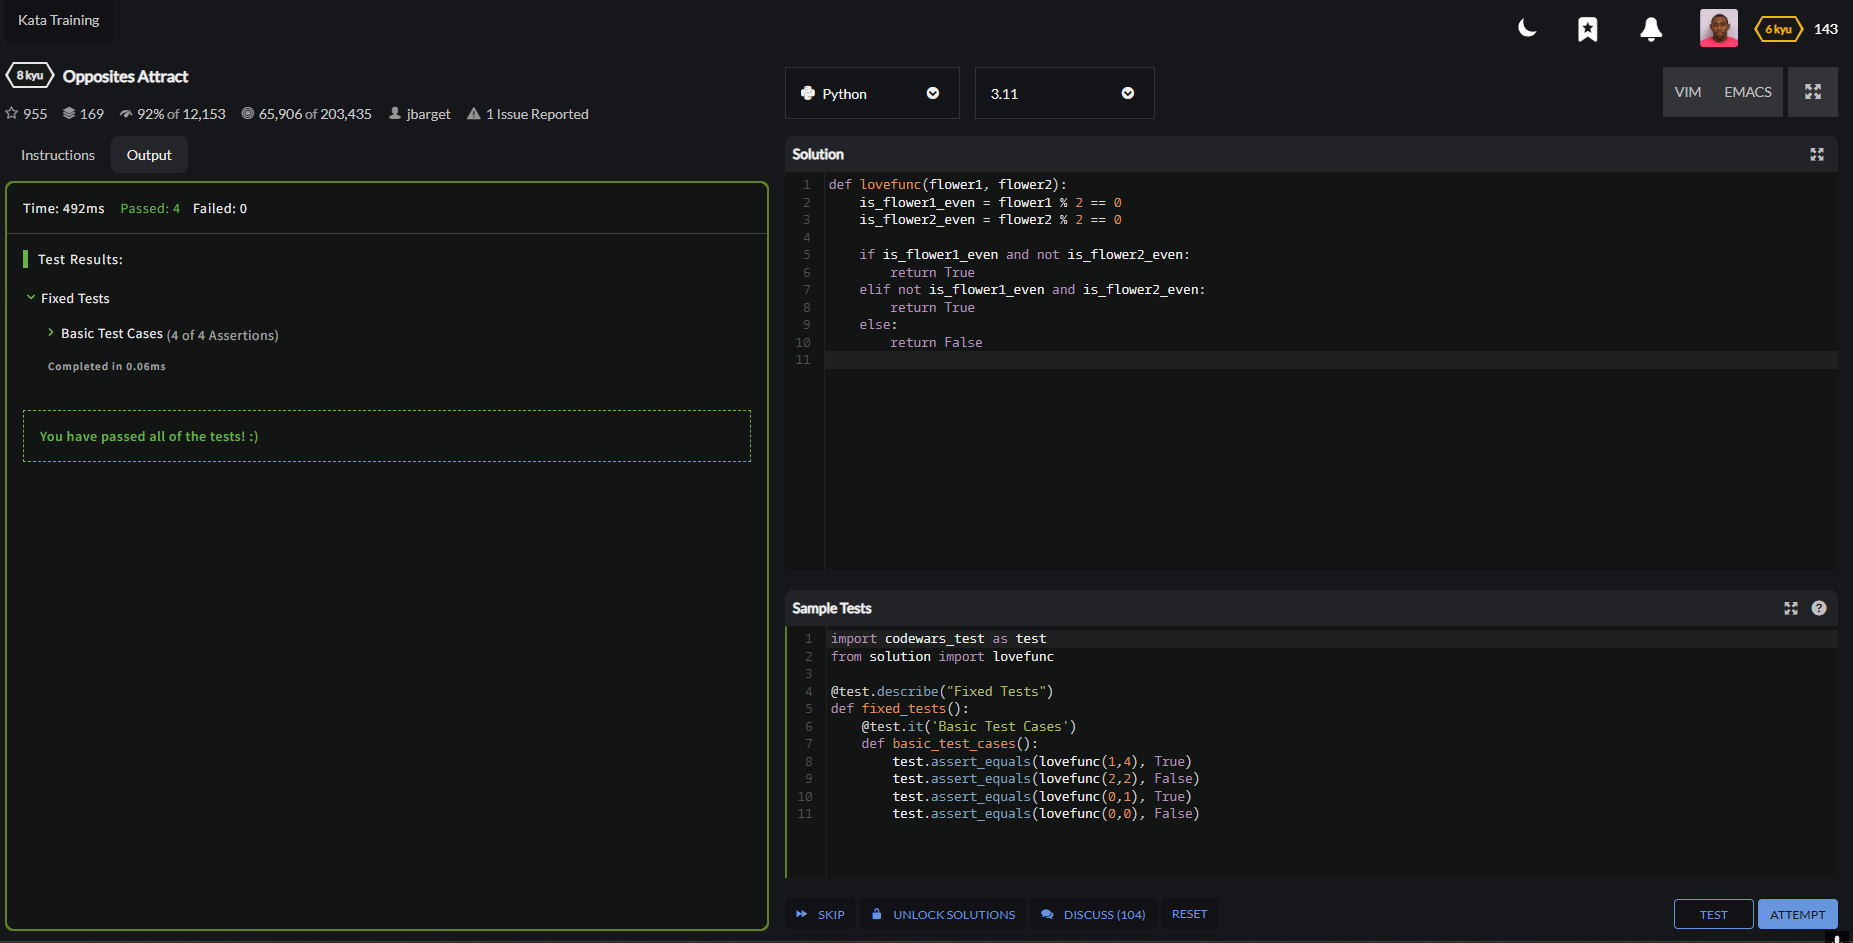 Kata Training
6 kyu 143
8 kyu Opposites Attract
955 169 92% of 12,153 65,906 of 203,435 jbarget 1 Issue Reported
Instructions Output
Time: 492ms Passed: 4 Failed: 0
Test Results:
Fixed Tests
Basic Test Cases (4 of 4 Assertions)
Completed in 0.06ms
You have passed all of the tests! :)
Python 3.11 VIM EMACS
Solution
1 def lovefunc(flower1, flower2):
2     is_flower1_even = flower1 % 2 == 0
3     is_flower2_even = flower2 % 2 == 0
4
5     if is_flower1_even and not is_flower2_even:
6         return True
7     elif not is_flower1_even and is_flower2_even:
8         return True
9     else:
10         return False
11
Sample Tests
1 import codewars_test as test
2 from solution import lovefunc
3
4 @test.describe("Fixed Tests")
5 def fixed_tests():
6     @test.it('Basic Test Cases')
7     def basic_test_cases():
8         test.assert_equals(lovefunc(1,4), True)
9         test.assert_equals(lovefunc(2,2), False)
10         test.assert_equals(lovefunc(0,1), True)
11         test.assert_equals(lovefunc(0,0), False)
SKIP UNLOCK SOLUTIONS DISCUSS (104) RESET TEST ATTEMPT